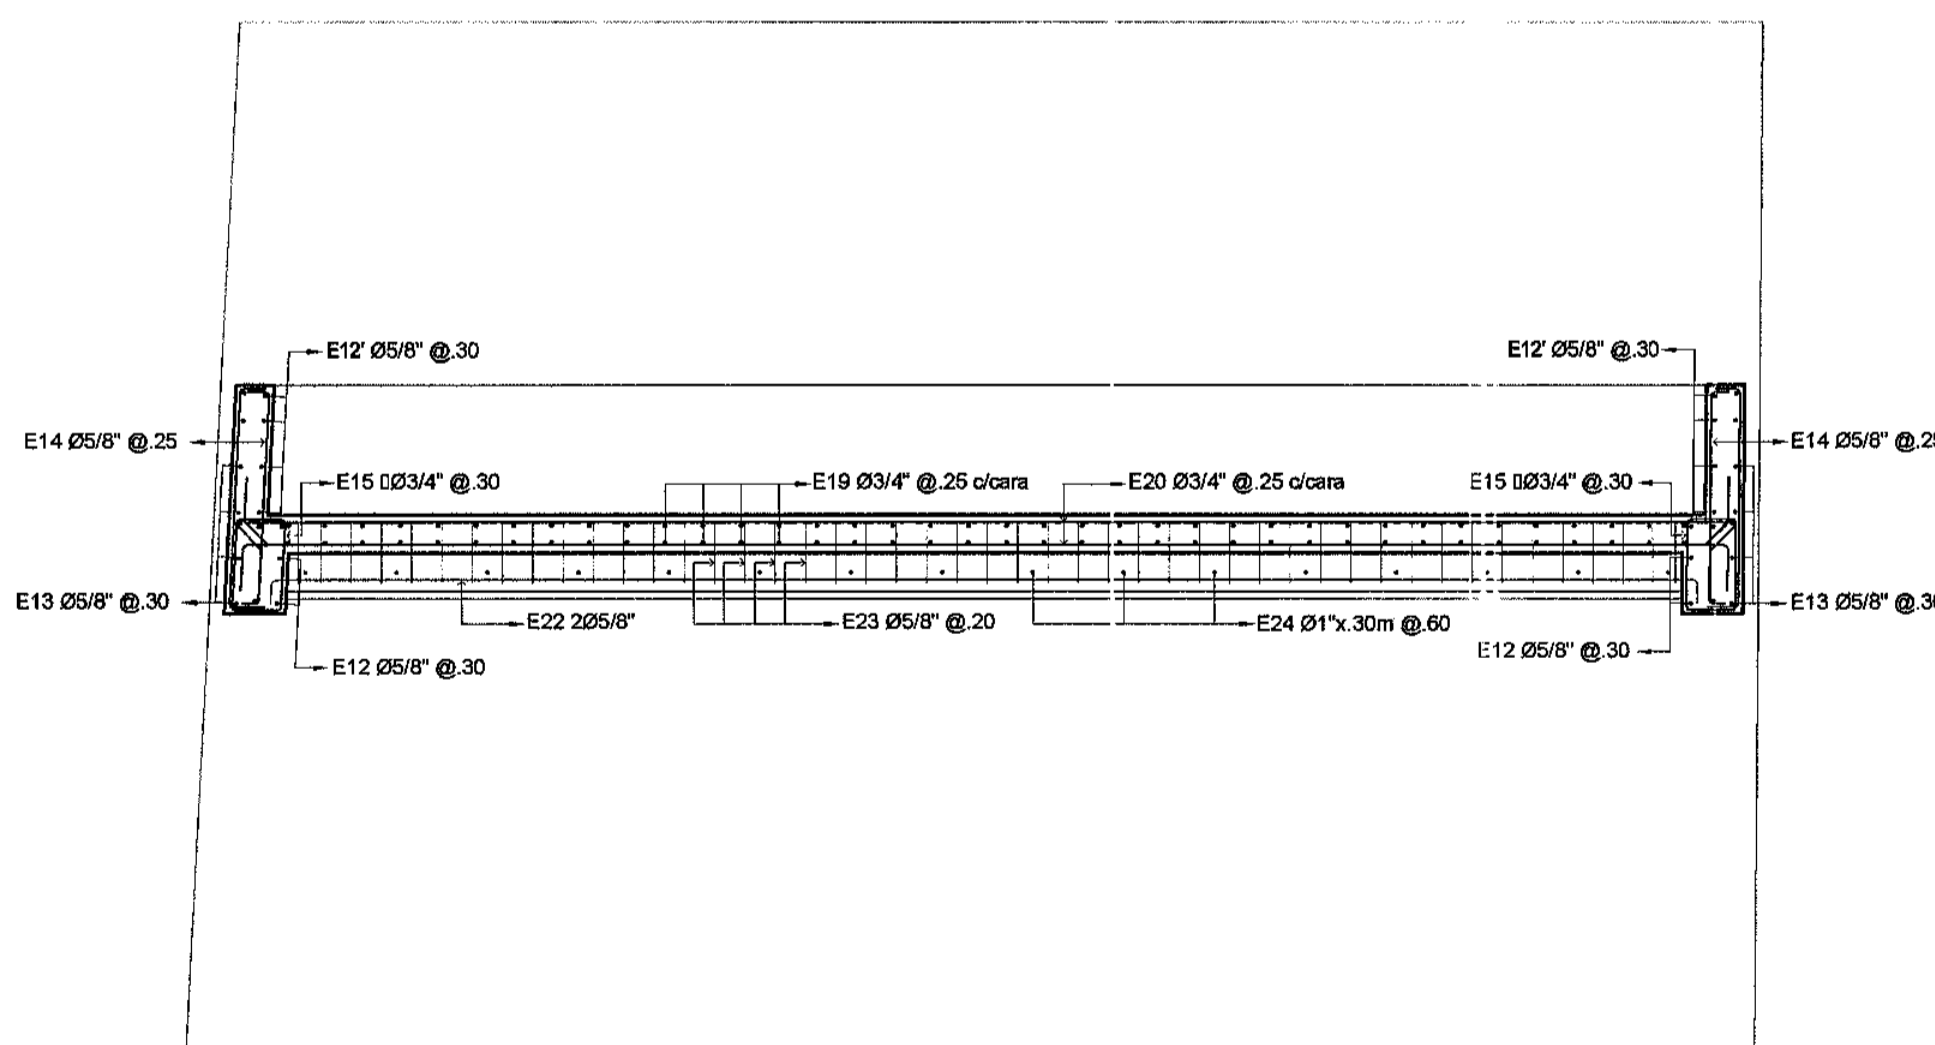 E12' Ø5/8" @.30
E12' Ø5/8" @.30
E14 Ø5/8" @.25
E14 Ø5/8" @.25
E15 ▯Ø3/4" @.30
E19 Ø3/4" @.25 c/cara
E20 Ø3/4" @.25 c/cara
E15 ▯Ø3/4" @.30
E13 Ø5/8" @.30
E22 2Ø5/8"
E23 Ø5/8" @.20
E24 Ø1"x.30m @.60
E13 Ø5/8" @.30
E12 Ø5/8" @.30
E12 Ø5/8" @.30